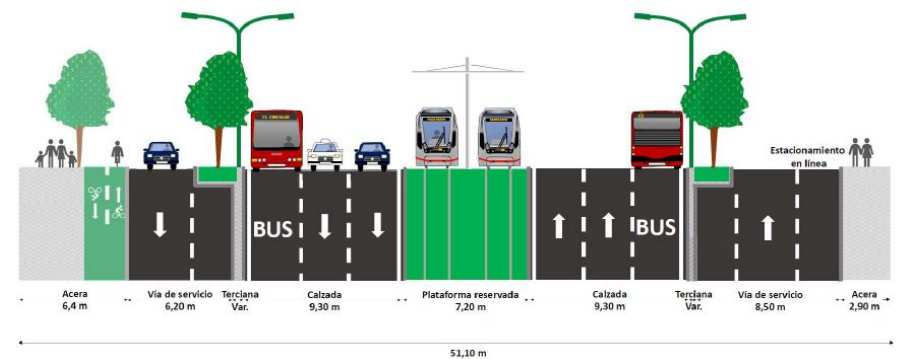 Estacionamiento
en línea
BUS
BUS
Acera
6,4 m
Vía de servicio
6,20 m
Terciana
Var.
Calzada
9,30 m
Plataforma reservada
7,20 m
Calzada
9,30 m
Terciana
Var.
Vía de servicio
8,50 m
Acera
2,90 m
51,10 m